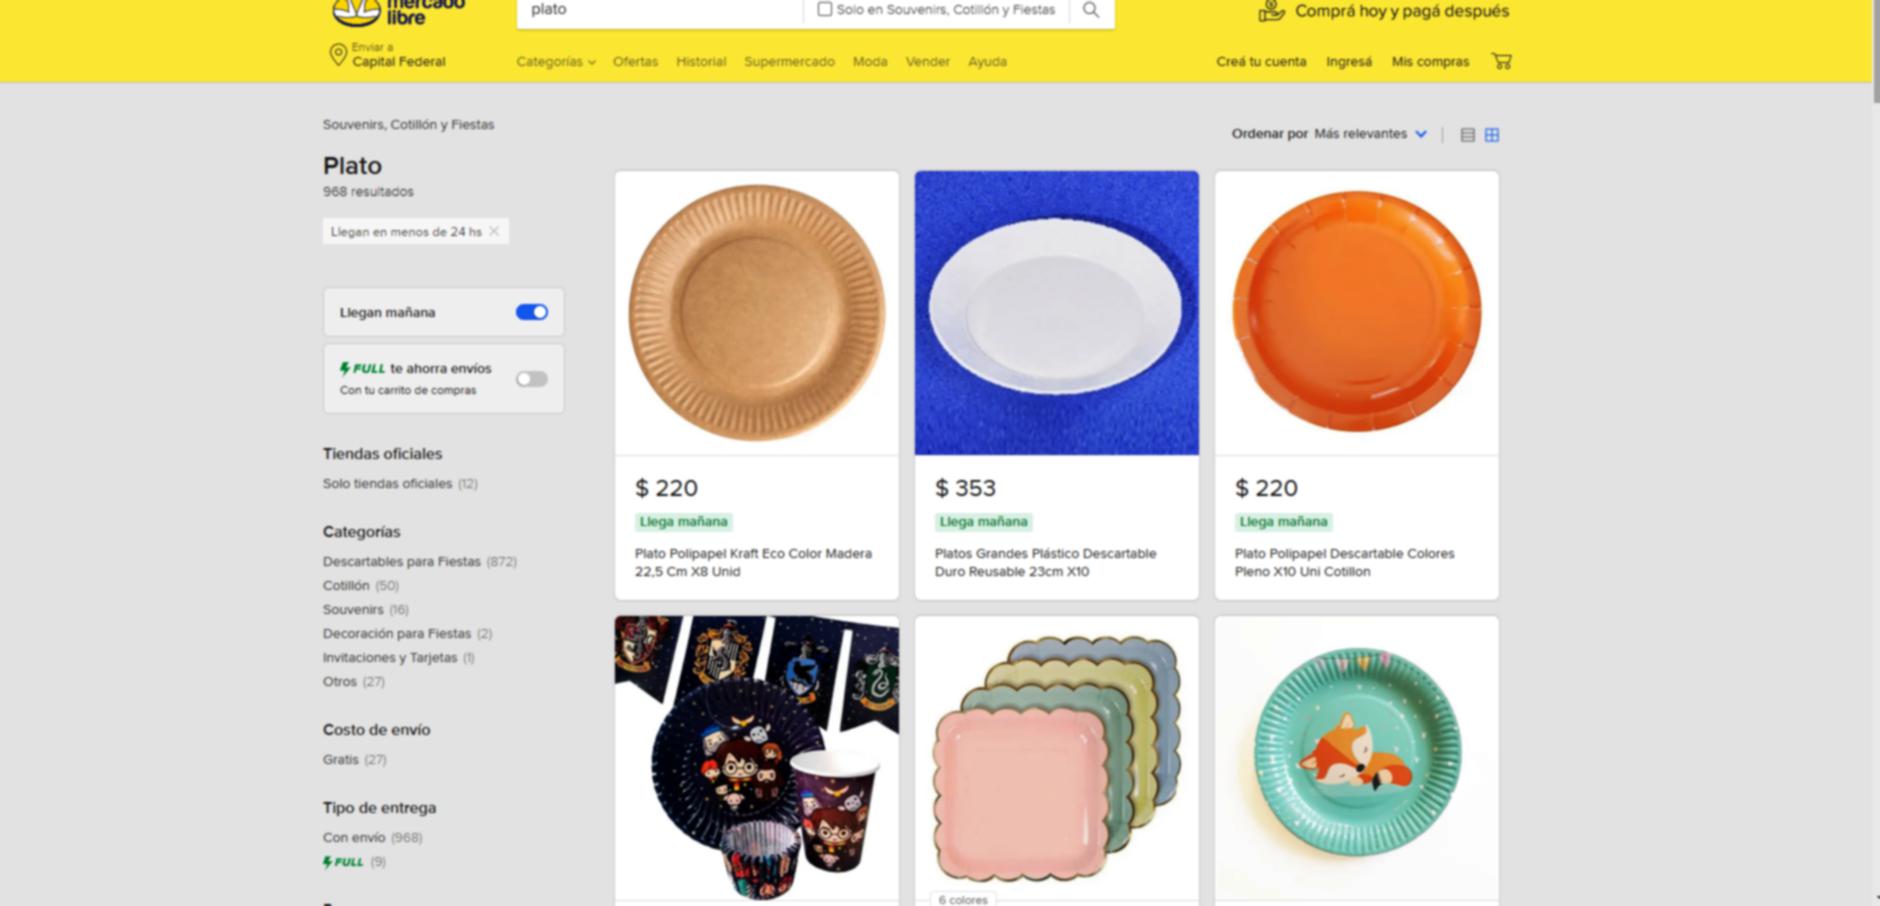 mercado
libre
plato
Solo en Souvenirs, Cotillón y Fiestas
Comprá hoy y pagá después
Enviar a
Capital Federal
Categorías
Ofertas
Historial
Supermercado
Moda
Vender
Ayuda
Creá tu cuenta
Ingresá
Mis compras
Souvenirs, Cotillón y Fiestas
Ordenar por Más relevantes
Plato
968 resultados
Llegan en menos de 24 hs
Llegan mañana
FULL te ahorra envíos
Con tu carrito de compras
Tiendas oficiales
Solo tiendas oficiales (12)
Categorías
Descartables para Fiestas (872)
Cotillón (50)
Souvenirs (16)
Decoración para Fiestas (2)
Invitaciones y Tarjetas (1)
Otros (27)
Costo de envío
Gratis (27)
Tipo de entrega
Con envío (968)
FULL (9)
$ 220
Llega mañana
Plato Polipapel Kraft Eco Color Madera
22,5 Cm X8 Unid
$ 353
Llega mañana
Platos Grandes Plástico Descartable
Duro Reusable 23cm X10
$ 220
Llega mañana
Plato Polipapel Descartable Colores
Pleno X10 Uni Cotillon
6 colores